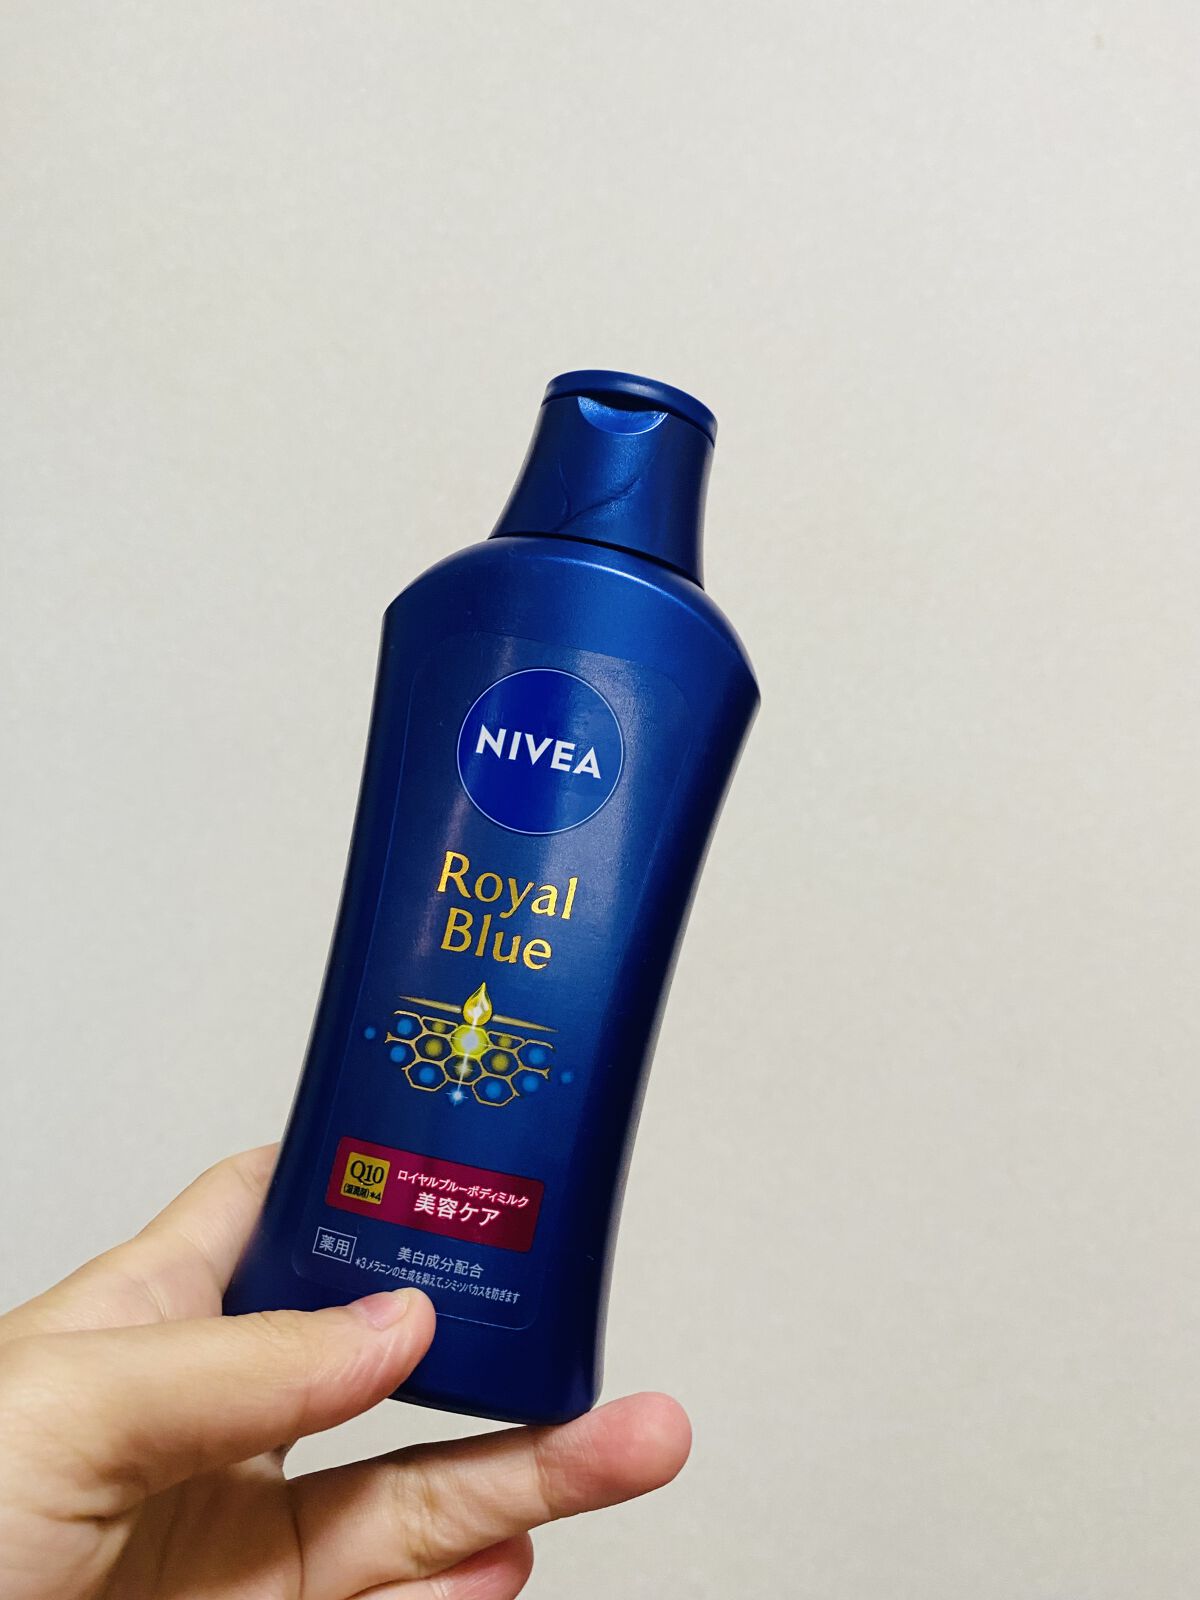 NIVEA
Royal
Blue
Q10
(湿潤剤)*4
ロイヤルブルーボディミルク
美容ケア
薬用
美白成分配合
*3 メラニンの生成を抑えて、シミ・ソバカスを防ぎます